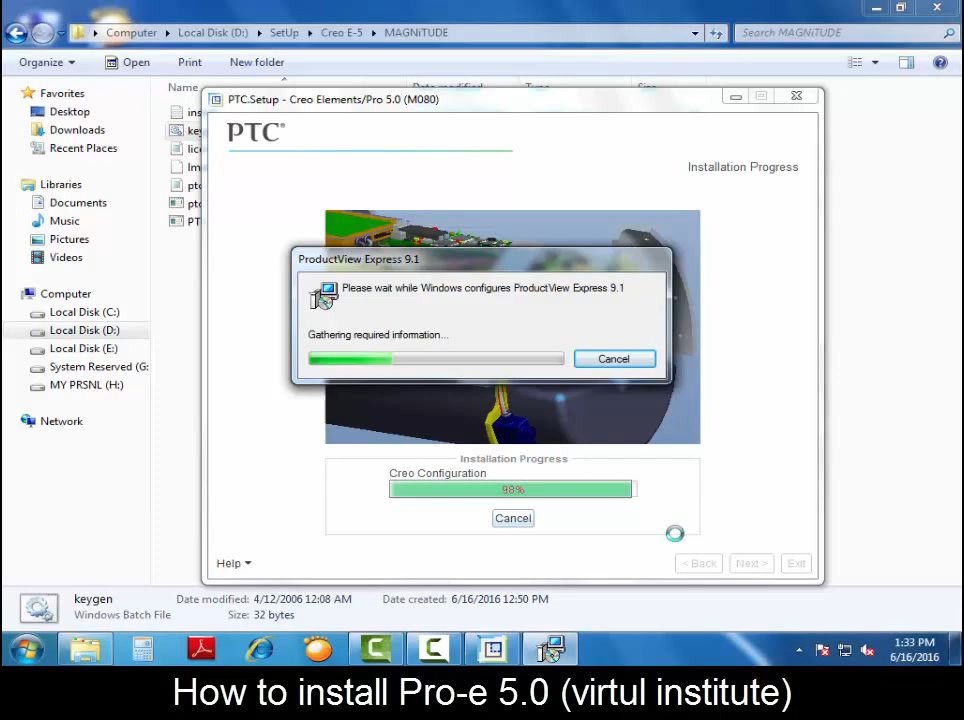 Computer Local Disk (D:) SetUp Creo E-5 MAGNiTUDE
Search MAGNiTUDE
Organize Open Print New folder
Name
Favorites
Desktop
Downloads
Recent Places
Libraries
Documents
Music
Pictures
Videos
Computer
Local Disk (C:)
Local Disk (D:)
Local Disk (E:)
System Reserved (G:
MY PRSNL (H:)
Network
PTC.Setup - Creo Elements/Pro 5.0 (M080)
PTC®
Installation Progress
ProductView Express 9.1
Please wait while Windows configures ProductView Express 9.1
Gathering required information...
Cancel
Installation Progress
Creo Configuration
98%
Cancel
Help
< Back Next > Exit
keygen Date modified: 4/12/2006 12:08 AM Date created: 6/16/2016 12:50 PM
Windows Batch File Size: 32 bytes
1:33 PM
6/16/2016
How to install Pro-e 5.0 (virtul institute)